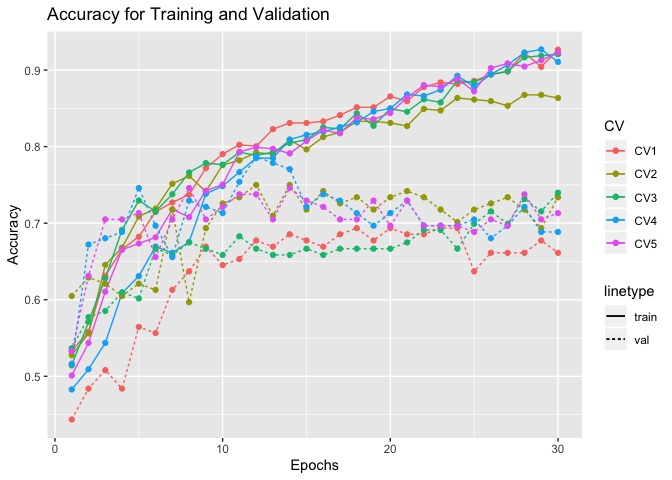 Accuracy for Training and Validation
0.9
0.8
0.7
0.6
0.5
Accuracy
0
10
20
30
Epochs
CV
CV1
CV2
CV3
CV4
CV5
linetype
train
val